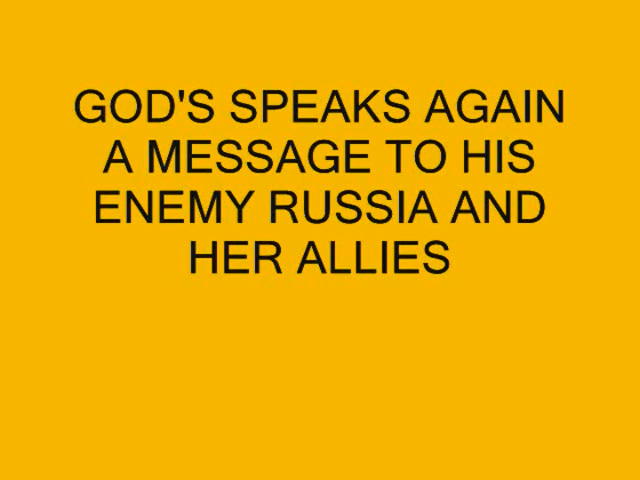 GOD'S SPEAKS AGAIN
A MESSAGE TO HIS
ENEMY RUSSIA AND
HER ALLIES